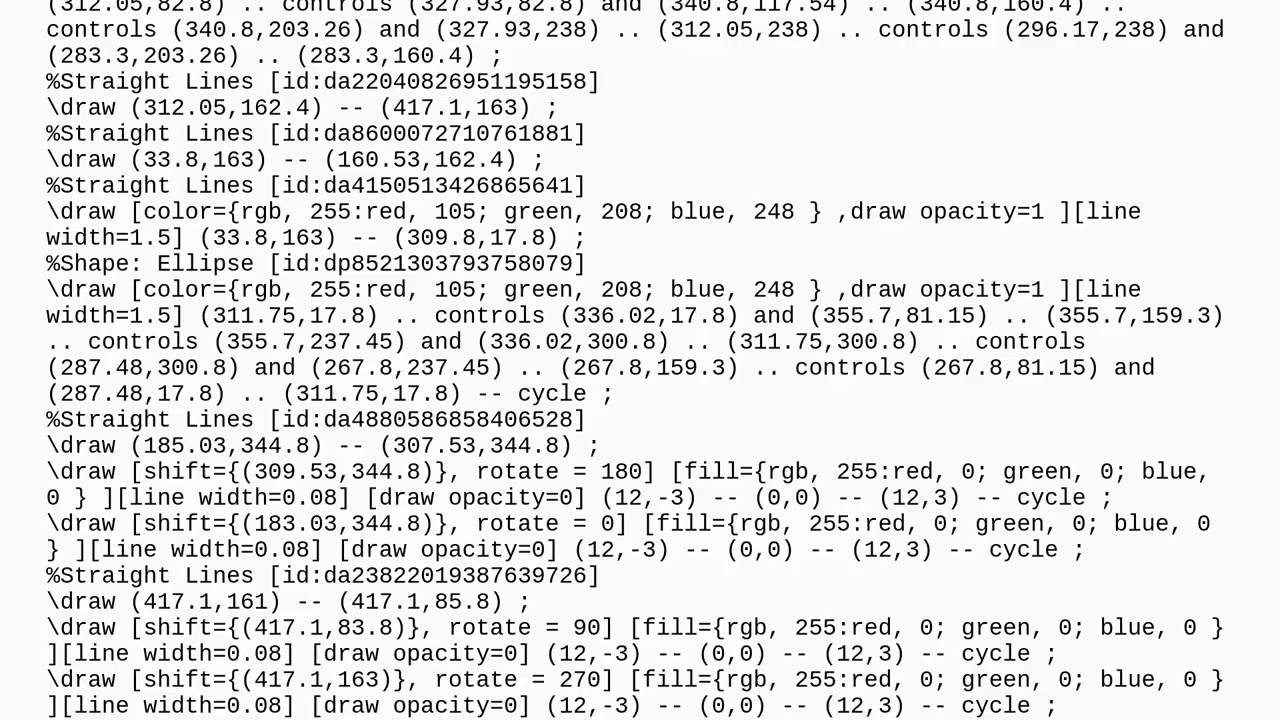 (312.05,82.8) .. controls (327.93,82.8) and (340.8,117.54) .. (340.8,160.4) ..
controls (340.8,203.26) and (327.93,238) .. (312.05,238) .. controls (296.17,238) and
(283.3,203.26) .. (283.3,160.4) ;
%Straight Lines [id:da22040826951195158]
\draw (312.05,162.4) -- (417.1,163) ;
%Straight Lines [id:da8600072710761881]
\draw (33.8,163) -- (160.53,162.4) ;
%Straight Lines [id:da4150513426865641]
\draw [color={rgb, 255:red, 105; green, 208; blue, 248 } ,draw opacity=1 ][line
width=1.5] (33.8,163) -- (309.8,17.8) ;
%Shape: Ellipse [id:dp8521303793758079]
\draw [color={rgb, 255:red, 105; green, 208; blue, 248 } ,draw opacity=1 ][line
width=1.5] (311.75,17.8) .. controls (336.02,17.8) and (355.7,81.15) .. (355.7,159.3)
.. controls (355.7,237.45) and (336.02,300.8) .. (311.75,300.8) .. controls
(287.48,300.8) and (267.8,237.45) .. (267.8,159.3) .. controls (267.8,81.15) and
(287.48,17.8) .. (311.75,17.8) -- cycle ;
%Straight Lines [id:da4880586858406528]
\draw (185.03,344.8) -- (307.53,344.8) ;
\draw [shift={(309.53,344.8)}, rotate = 180] [fill={rgb, 255:red, 0; green, 0; blue,
0 } ][line width=0.08] [draw opacity=0] (12,-3) -- (0,0) -- (12,3) -- cycle ;
\draw [shift={(183.03,344.8)}, rotate = 0] [fill={rgb, 255:red, 0; green, 0; blue, 0
} ][line width=0.08] [draw opacity=0] (12,-3) -- (0,0) -- (12,3) -- cycle ;
%Straight Lines [id:da23822019387639726]
\draw (417.1,161) -- (417.1,85.8) ;
\draw [shift={(417.1,83.8)}, rotate = 90] [fill={rgb, 255:red, 0; green, 0; blue, 0 }
][line width=0.08] [draw opacity=0] (12,-3) -- (0,0) -- (12,3) -- cycle ;
\draw [shift={(417.1,163)}, rotate = 270] [fill={rgb, 255:red, 0; green, 0; blue, 0 }
][line width=0.08] [draw opacity=0] (12,-3) -- (0,0) -- (12,3) -- cycle ;